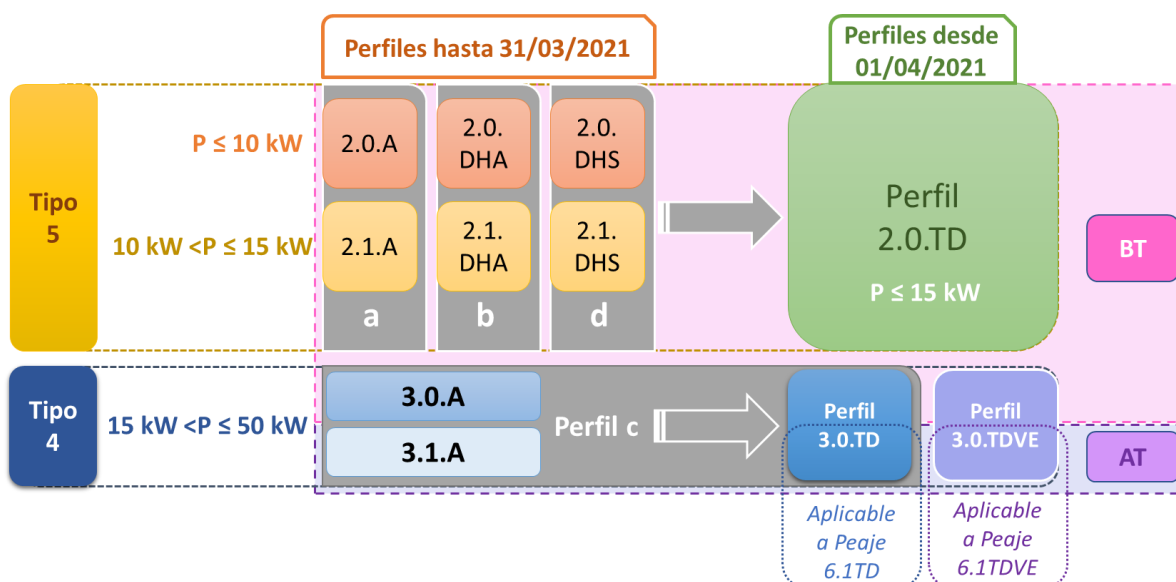 Perfiles hasta 31/03/2021
Perfiles desde
01/04/2021
Tipo
5
P ≤ 10 kW
2.0.A
2.0.
DHA
2.0.
DHS
10 kW <P ≤ 15 kW
2.1.A
2.1.
DHA
2.1.
DHS
a
b
d
Perfil
2.0.TD
P ≤ 15 kW
BT
Tipo
4
15 kW <P ≤ 50 kW
3.0.A
3.1.A
Perfil c
Perfil
3.0.TD
Perfil
3.0.TDVE
AT
Aplicable
a Peaje
6.1TD
Aplicable
a Peaje
6.1TDVE